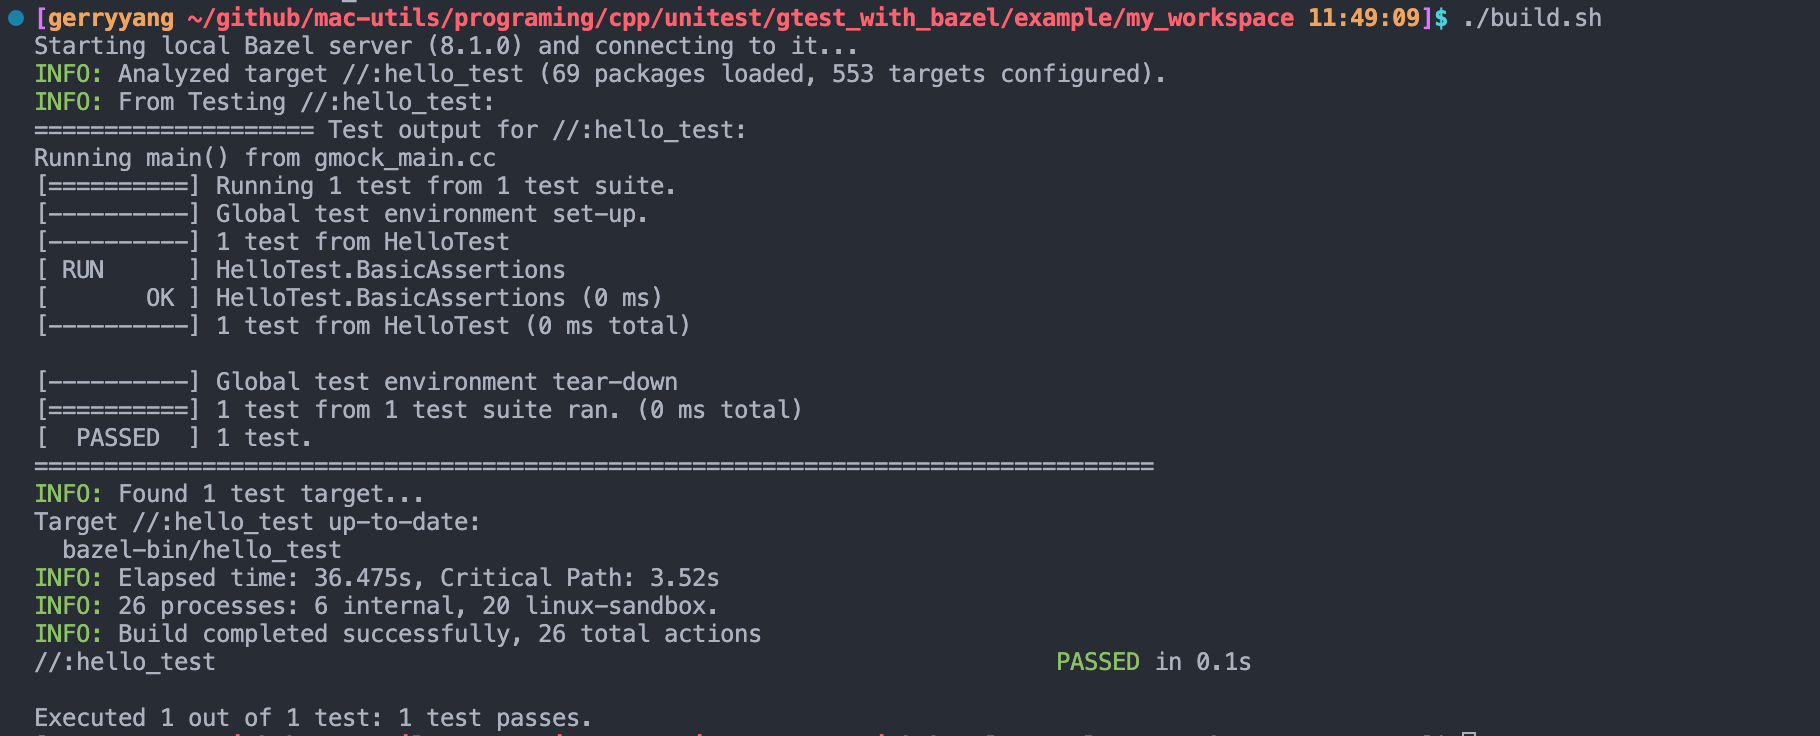 [gerryyang ~/github/mac-utils/programing/cpp/unitest/gtest_with_bazel/example/my_workspace 11:49:09]$ ./build.sh
Starting local Bazel server (8.1.0) and connecting to it...
INFO: Analyzed target //:hello_test (69 packages loaded, 553 targets configured).
INFO: From Testing //:hello_test:
==================== Test output for //:hello_test:
Running main() from gmock_main.cc
[==========] Running 1 test from 1 test suite.
[----------] Global test environment set-up.
[----------] 1 test from HelloTest
[ RUN      ] HelloTest.BasicAssertions
[       OK ] HelloTest.BasicAssertions (0 ms)
[----------] 1 test from HelloTest (0 ms total)

[----------] Global test environment tear-down
[==========] 1 test from 1 test suite ran. (0 ms total)
[  PASSED  ] 1 test.
================================================================================
INFO: Found 1 test target...
Target //:hello_test up-to-date:
  bazel-bin/hello_test
INFO: Elapsed time: 36.475s, Critical Path: 3.52s
INFO: 26 processes: 6 internal, 20 linux-sandbox.
INFO: Build completed successfully, 26 total actions
//:hello_test                                                            PASSED in 0.1s

Executed 1 out of 1 test: 1 test passes.